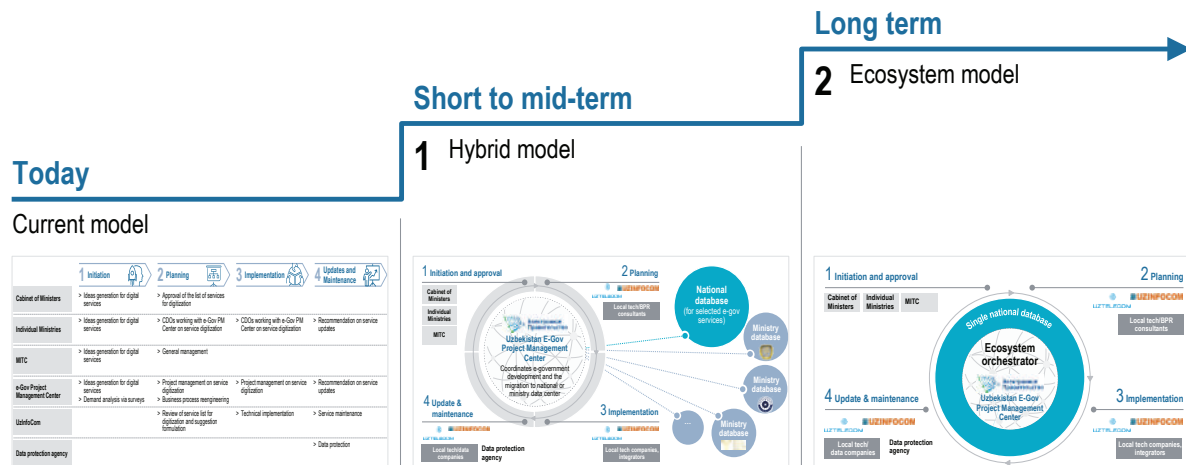 Long term
2 Ecosystem model
Short to mid-term
1 Hybrid model
Today
Current model
1 Initiation
2 Planning
3 Implementation
4 Updates and
Maintenance
Cabinet of Ministers
> Ideas generation for digital
services
> Approval of the list of services
for digitization
Individual Ministries
> Ideas generation for digital
services
> CDOs working with e-Gov PM
Center on service digitization
> CDOs working with e-Gov PM
Center on service digitization
> Recommendation on service
updates
MITC
> Ideas generation for digital
services
> General management
e-Gov Project
Management Center
> Ideas generation for digital
services
> Demand analysis via surveys
> Project management on service
digitization
> Business process reengineering
> Project management on service
digitization
> Recommendation on service
updates
UzInfoCom
> Review of service list for
digitization and suggestion
formulation
> Technical implementation
> Service maintenance
Data protection agency
> Data protection
1 Initiation and approval
Cabinet of
Ministers
Individual
Ministries
MITC
2 Planning
UZTELECOM
UZINFOCOM
Local tech/BPR
consultants
Uzbekistan E-Gov
Project Management
Center
Coordinates e-government
development and the
migration to national or
ministry data center
National
database
(for selected e-gov
services)
Ministry
database
Ministry
database
Ministry
database
...
4 Update &
maintenance
UZTELECOM
UZINFOCOM
Local tech/data
companies
Data protection
agency
3 Implementation
UZTELECOM
UZINFOCOM
Local tech companies,
integrators
1 Initiation and approval
Cabinet of
Ministers
Individual
Ministries
MITC
2 Planning
UZTELECOM
UZINFOCOM
Local tech/BPR
consultants
Single national database
Ecosystem
orchestrator
Uzbekistan E-Gov
Project Management
Center
4 Update & maintenance
UZTELECOM
UZINFOCOM
Local tech/
data companies
Data protection
agency
3 Implementation
UZTELECOM
UZINFOCOM
Local tech companies,
integrators